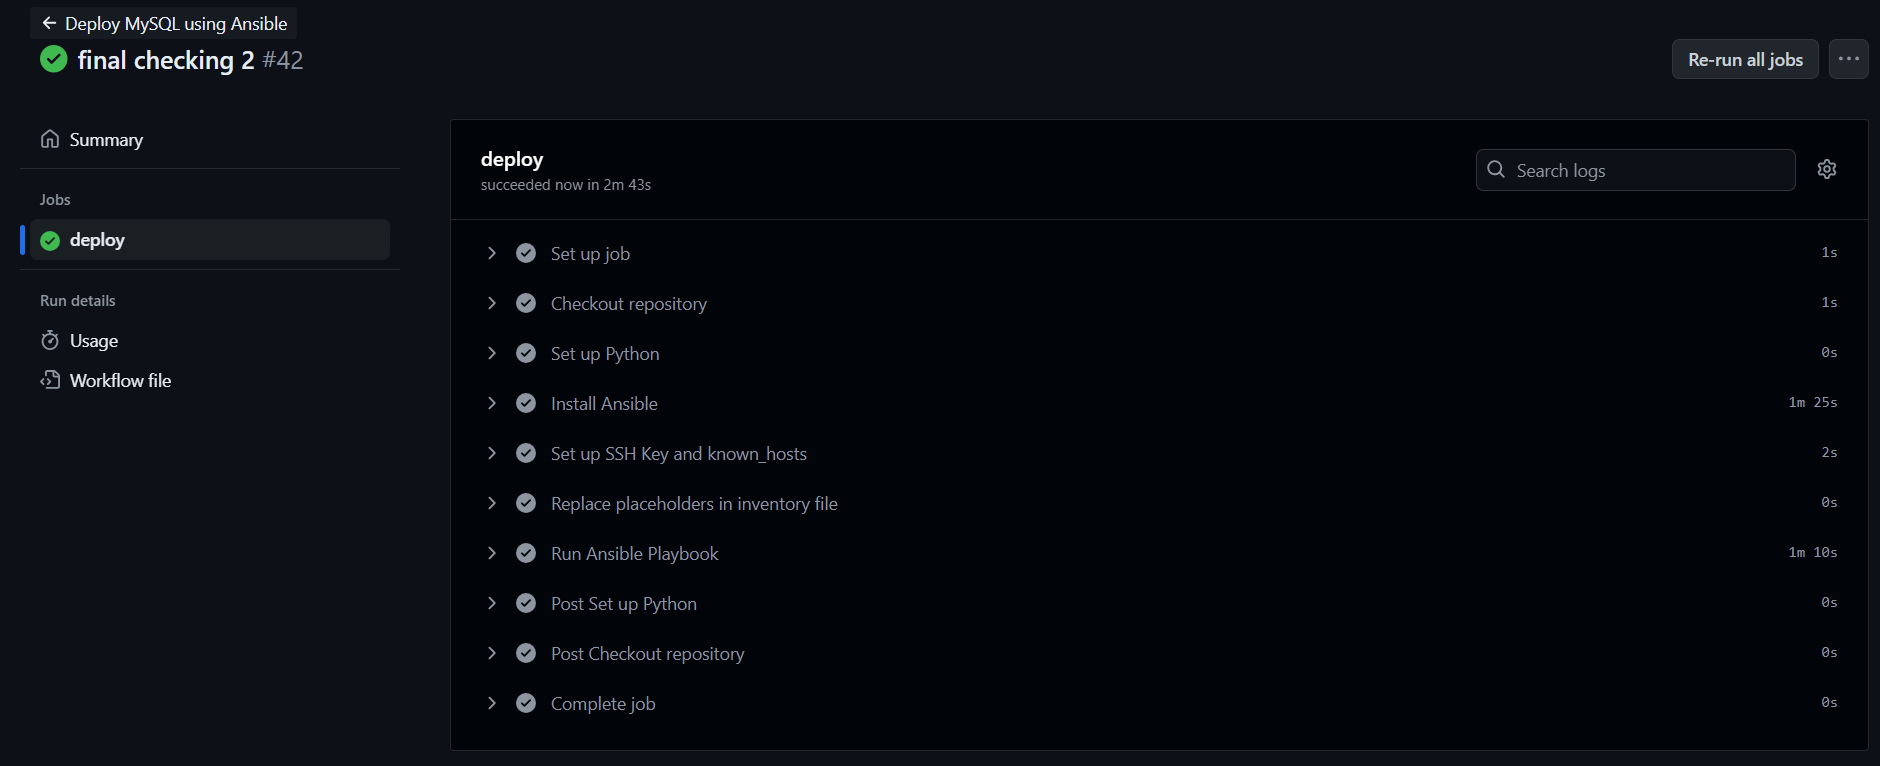 Deploy MySQL using Ansible
final checking 2 #42
Re-run all jobs
Summary
Jobs
deploy
Run details
Usage
Workflow file
deploy
succeeded now in 2m 43s
Search logs
Set up job 1s
Checkout repository 1s
Set up Python 0s
Install Ansible 1m 25s
Set up SSH Key and known_hosts 2s
Replace placeholders in inventory file 0s
Run Ansible Playbook 1m 10s
Post Set up Python 0s
Post Checkout repository 0s
Complete job 0s